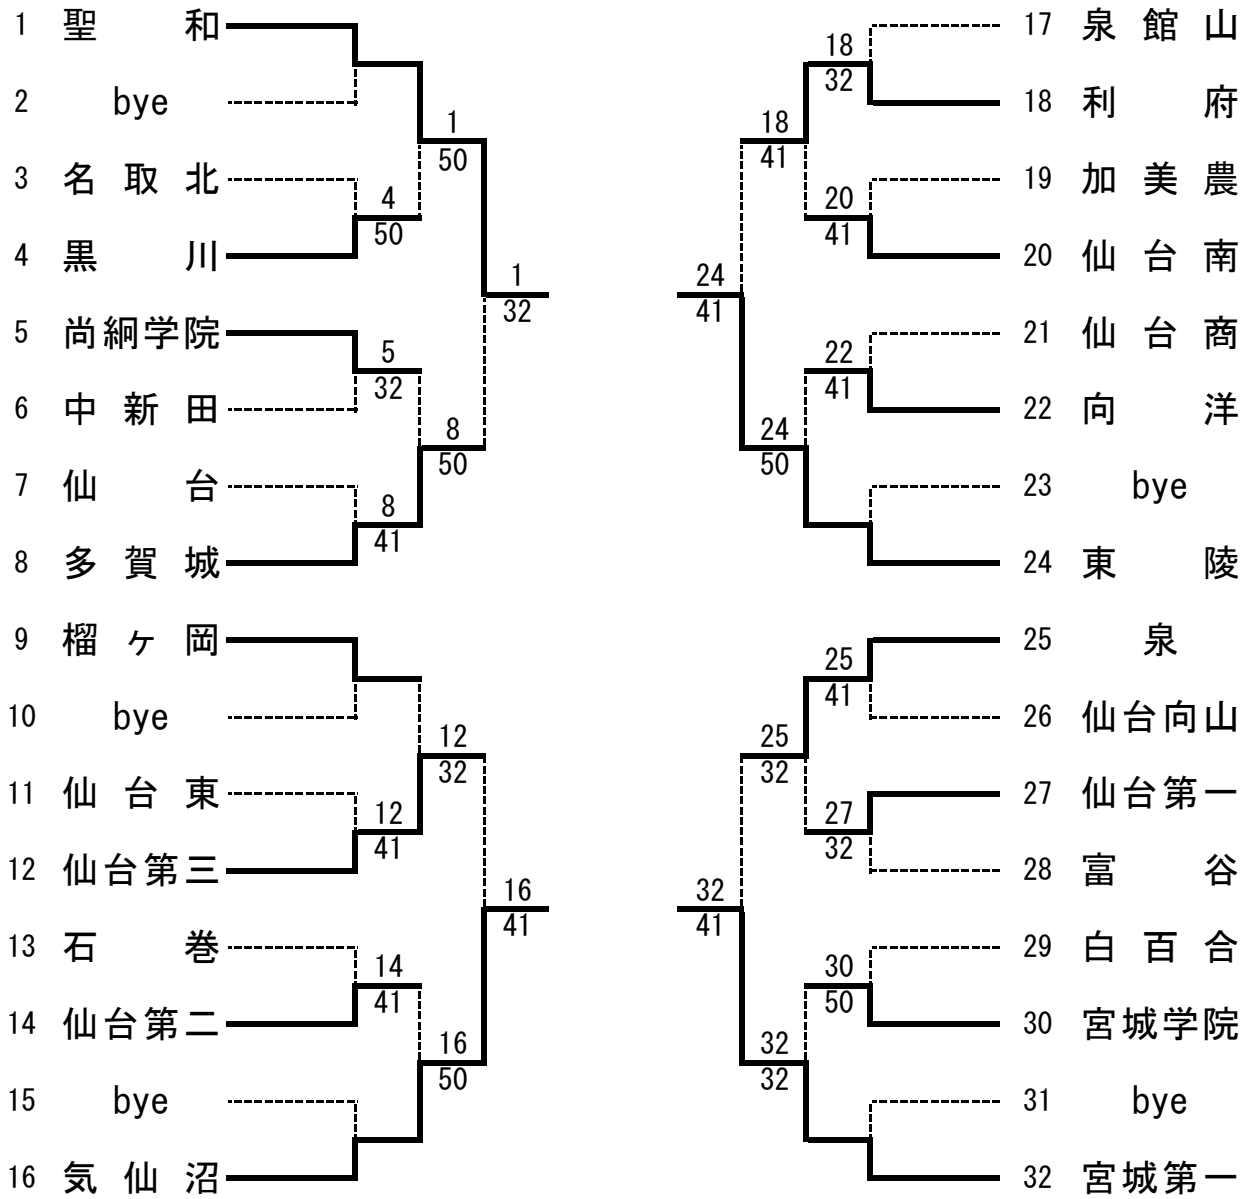 1 聖和
2 bye
3 名取北
4 黒川
5 尚絅学院
6 中新田
7 仙台
8 多賀城
9 榴ヶ岡
10 bye
11 仙台東
12 仙台第三
13 石巻
14 仙台第二
15 bye
16 気仙沼
4
50
5
32
8
41
12
41
14
41
1
50
8
50
12
32
16
50
1
32
16
41
24
41
32
41
18
41
24
50
25
32
32
32
18
32
20
41
22
41
25
41
27
32
30
50
17 泉館山
18 利府
19 加美農
20 仙台南
21 仙台商
22 向洋
23 bye
24 東陵
25 泉
26 仙台向山
27 仙台第一
28 富谷
29 白百合
30 宮城学院
31 bye
32 宮城第一